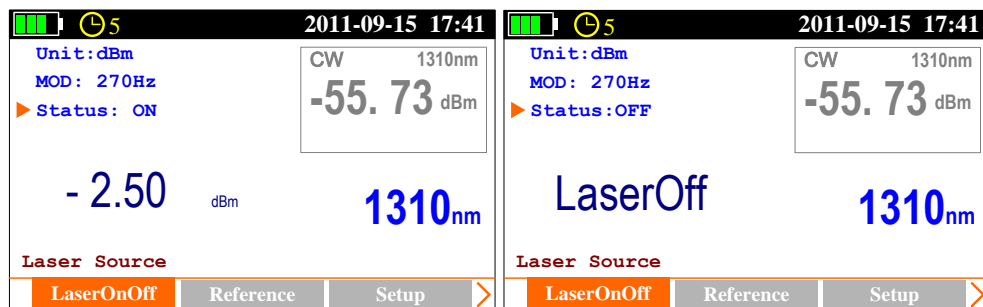 5 2011-09-15 17:41
Unit:dBm
MOD: 270Hz
Status: ON
CW 1310nm
-55. 73 dBm
- 2.50 dBm
1310nm
Laser Source
LaserOnOff Reference Setup
5 2011-09-15 17:41
Unit:dBm
MOD: 270Hz
Status:OFF
CW 1310nm
-55. 73 dBm
LaserOff
1310nm
Laser Source
LaserOnOff Reference Setup